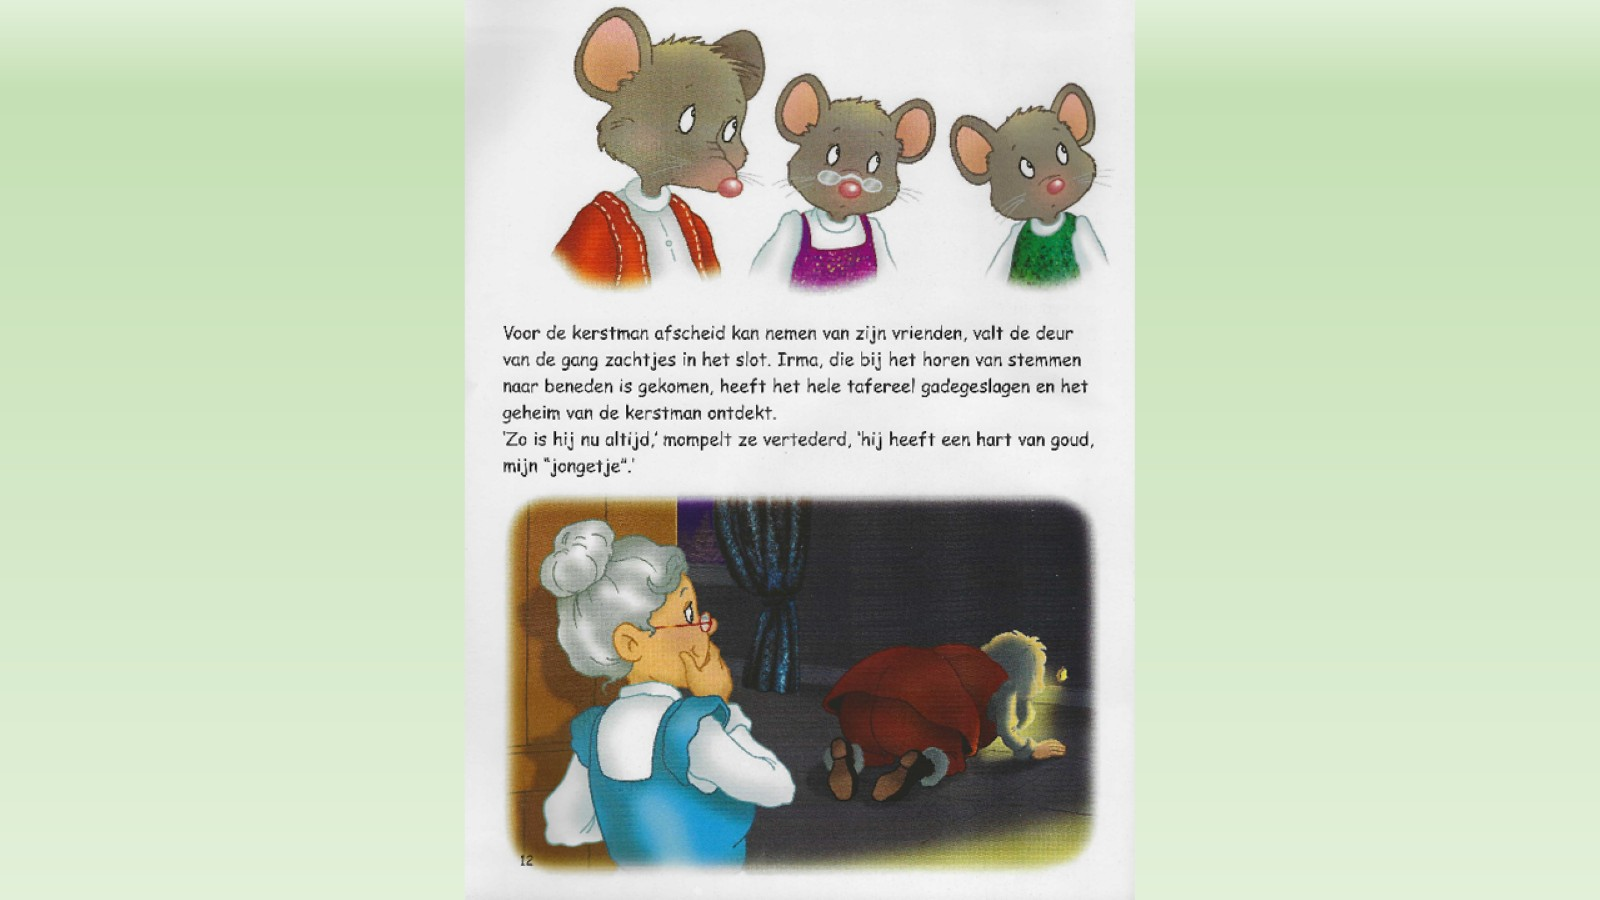 Voor de kerstman afscheid kan nemen van zijn vrienden, valt de deur
van de gang zachtjes in het slot. Irma, die bij het horen van stemmen
naar beneden is gekomen, heeft het hele tafereel gadegeslagen en het
geheim van de kerstman ontdekt.
'Zo is hij nu altijd,' mompelt ze vertederd, 'hij heeft een hart van goud,
mijn "jongetje".'
12